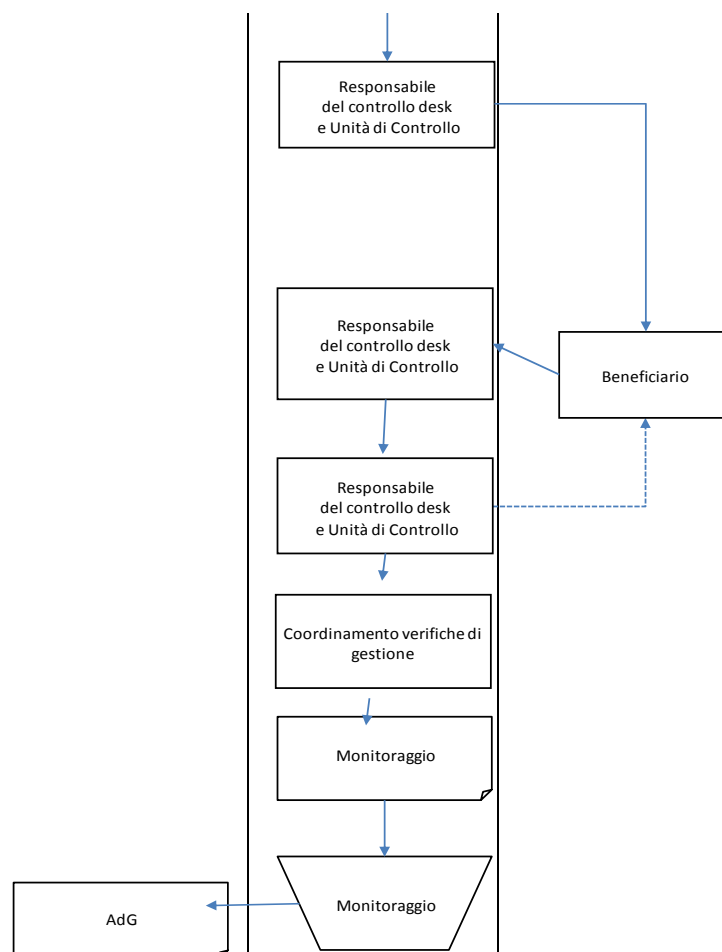 Responsabile
del controllo desk
e Unità di Controllo
Responsabile
del controllo desk
e Unità di Controllo
Beneficiario
Responsabile
del controllo desk
e Unità di Controllo
Coordinamento verifiche di
gestione
Monitoraggio
Monitoraggio
AdG